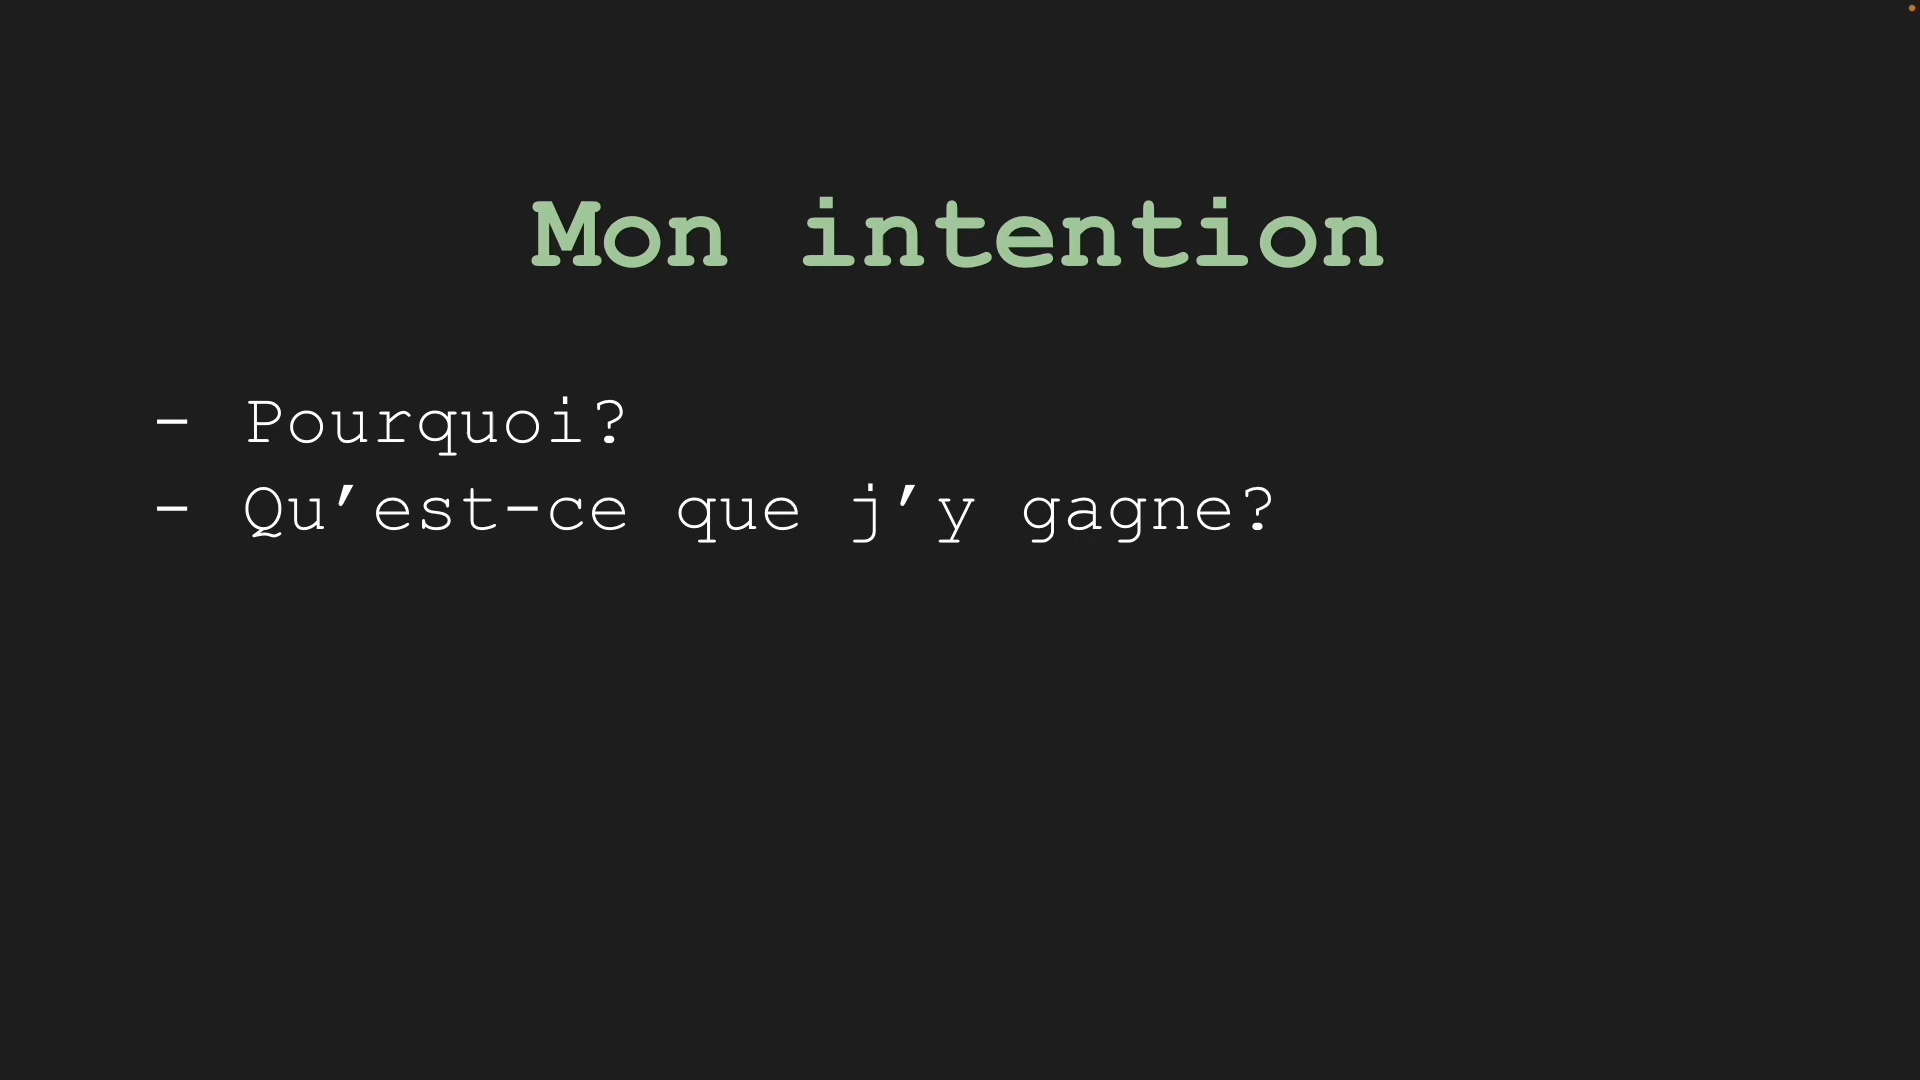 Mon intention
- Pourquoi?
- Qu’est-ce que j’y gagne?